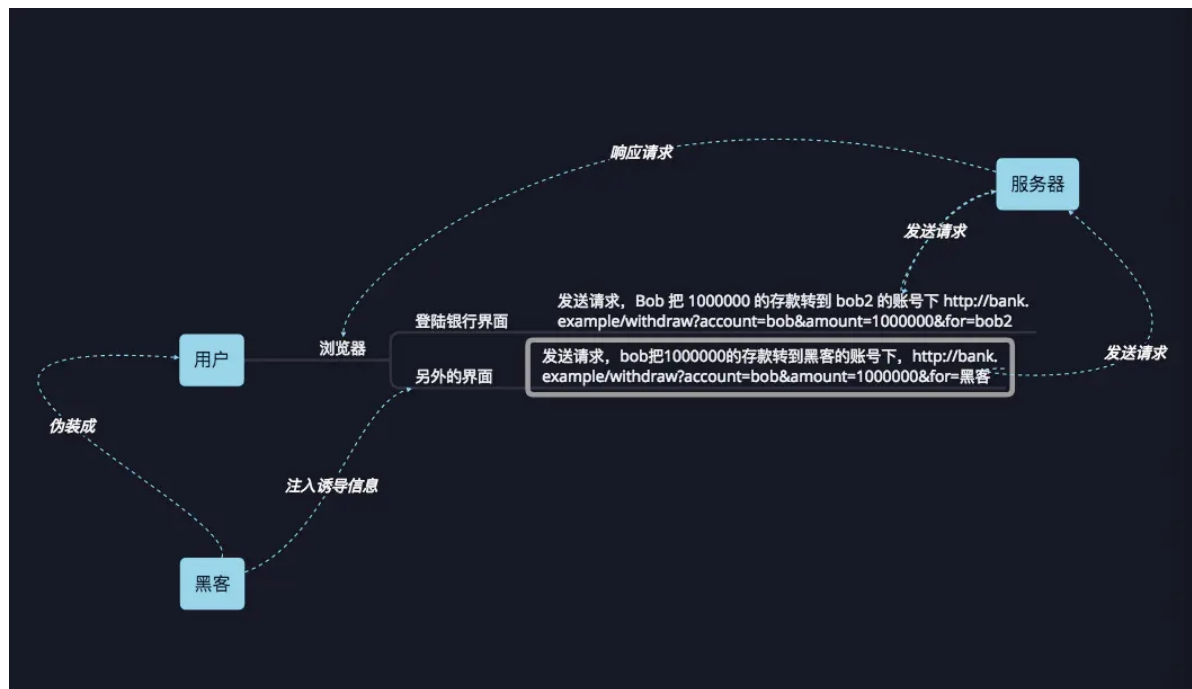 响应请求
服务器
发送请求
发送请求，Bob 把 1000000 的存款转到 bob2 的账号下 http://bank.
example/withdraw?account=bob&amount=1000000&for=bob2
登陆银行界面
用户
浏览器
发送请求，bob把1000000的存款转到黑客的账号下，http://bank.
example/withdraw?account=bob&amount=1000000&for=黑客
发送请求
另外的界面
伪装成
注入诱导信息
黑客